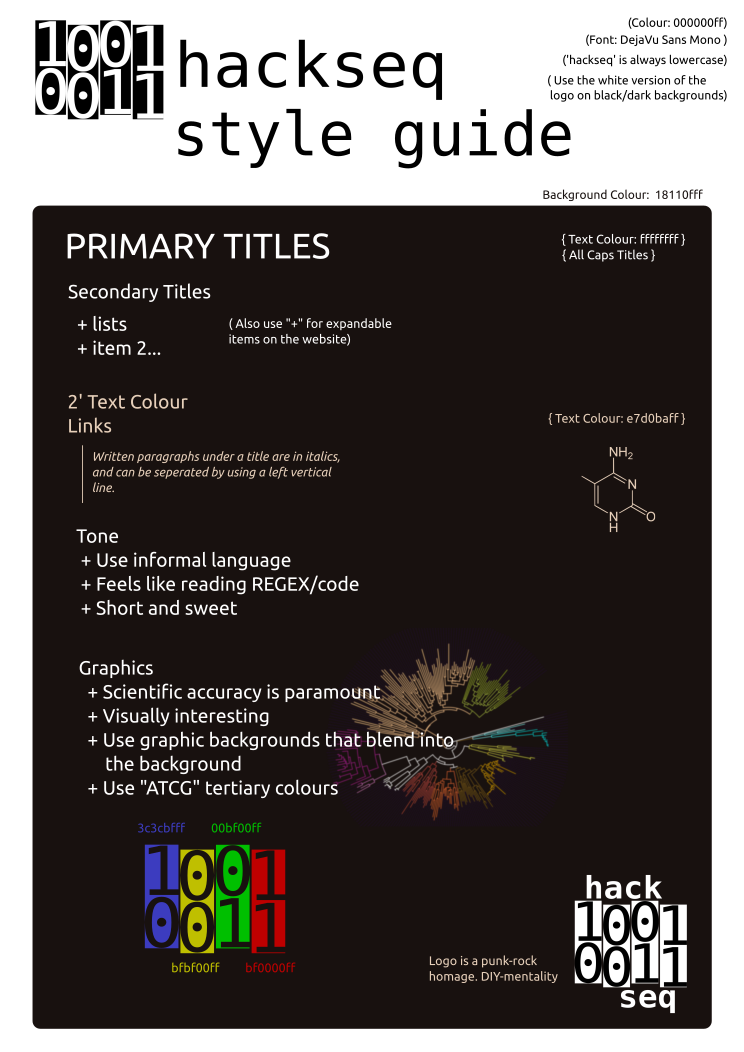 1001
0011
hackseq
style guide
(Colour: 000000ff)
(Font: DejaVu Sans Mono )
('hackseq' is always lowercase)
( Use the white version of the
logo on black/dark backgrounds)
Background Colour:  18110fff
PRIMARY TITLES
{ Text Colour: ffffffff }
{ All Caps Titles }
Secondary Titles
+ lists
+ item 2...
( Also use "+" for expandable
items on the website)
2' Text Colour
Links
{ Text Colour: e7d0baff }
Written paragraphs under a title are in italics,
and can be seperated by using a left vertical
line.
NH2
N
N
H
O
Tone
+ Use informal language
+ Feels like reading REGEX/code
+ Short and sweet
Graphics
+ Scientific accuracy is paramount
+ Visually interesting
+ Use graphic backgrounds that blend into
the background
+ Use "ATCG" tertiary colours
3c3cbfff
00bf00ff
1001
0011
bfbf00ff
bf0000ff
Logo is a punk-rock
homage. DIY-mentality
hack
1001
0011
seq